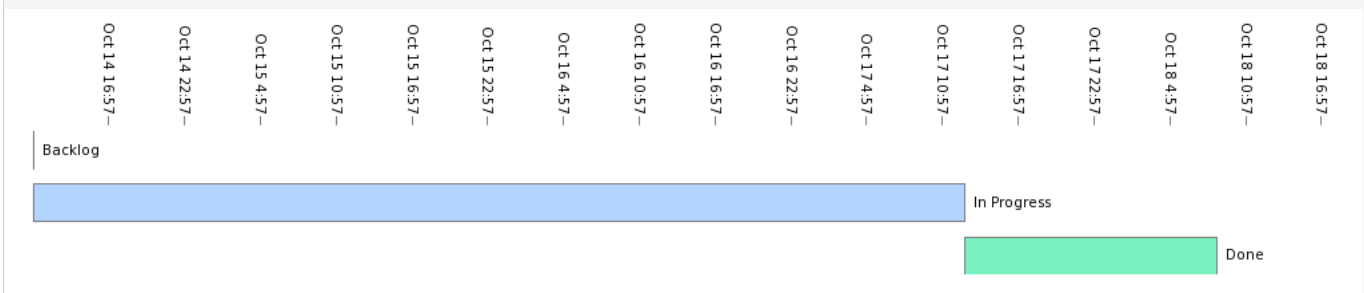 Oct 14 16:57
Oct 14 22:57
Oct 15 4:57
Oct 15 10:57
Oct 15 16:57
Oct 15 22:57
Oct 16 4:57
Oct 16 10:57
Oct 16 16:57
Oct 16 22:57
Oct 17 4:57
Oct 17 10:57
Oct 17 16:57
Oct 17 22:57
Oct 18 4:57
Oct 18 10:57
Oct 18 16:57
Backlog
In Progress
Done